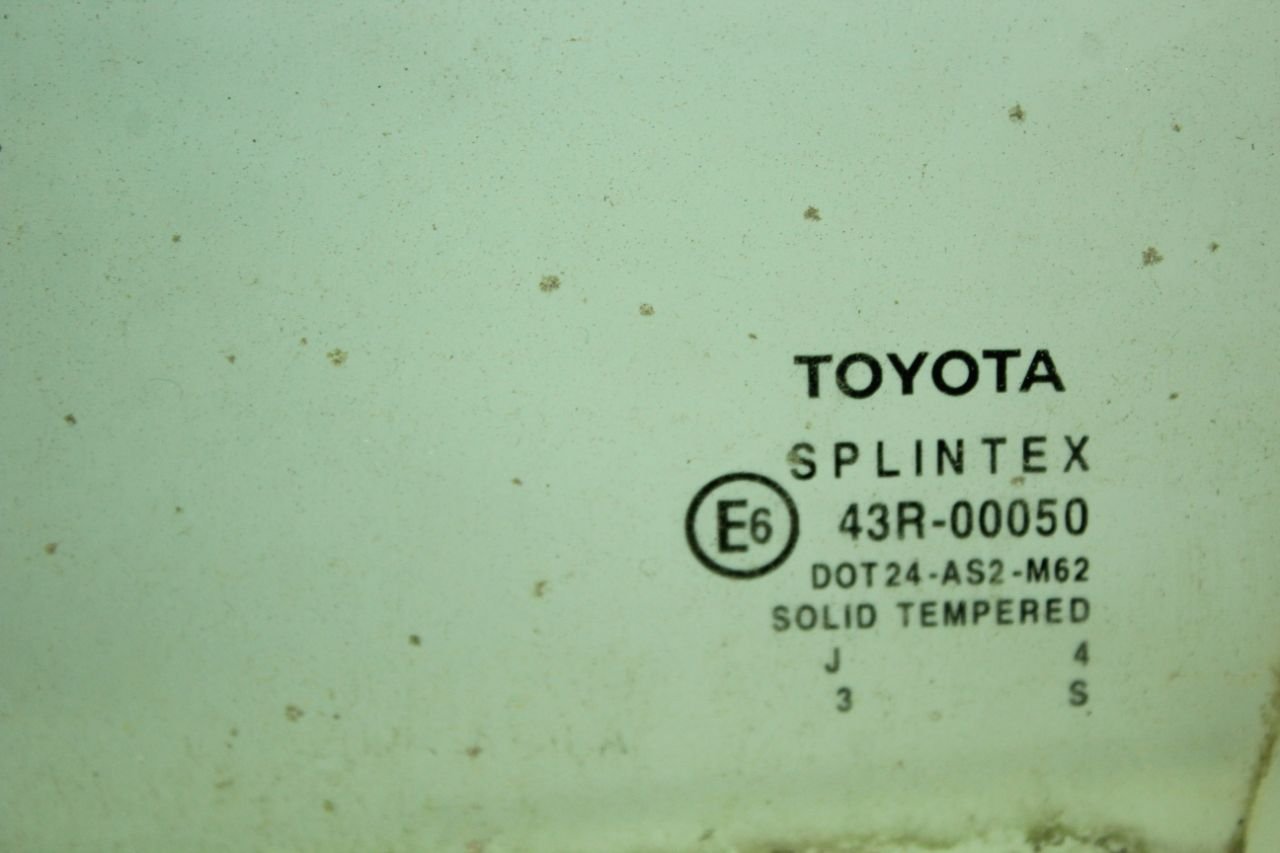 TOYOTA
SPLINTEX
E6 43R-00050
DOT24-AS2-M62
SOLID TEMPERED
J 4
3 S